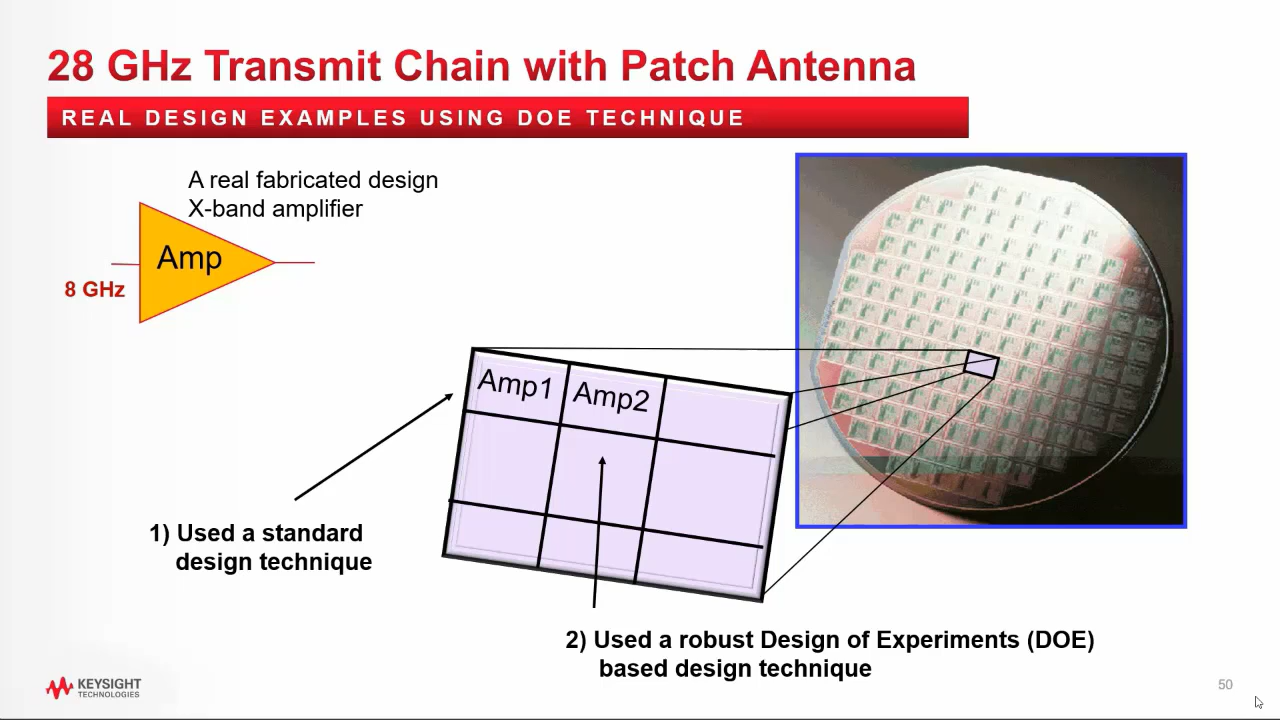 28 GHz Transmit Chain with Patch Antenna
REAL DESIGN EXAMPLES USING DOE TECHNIQUE
A real fabricated design
X-band amplifier
Amp
8 GHz
Amp1
Amp2
1) Used a standard
design technique
2) Used a robust Design of Experiments (DOE)
based design technique
KEYSIGHT
TECHNOLOGIES
50